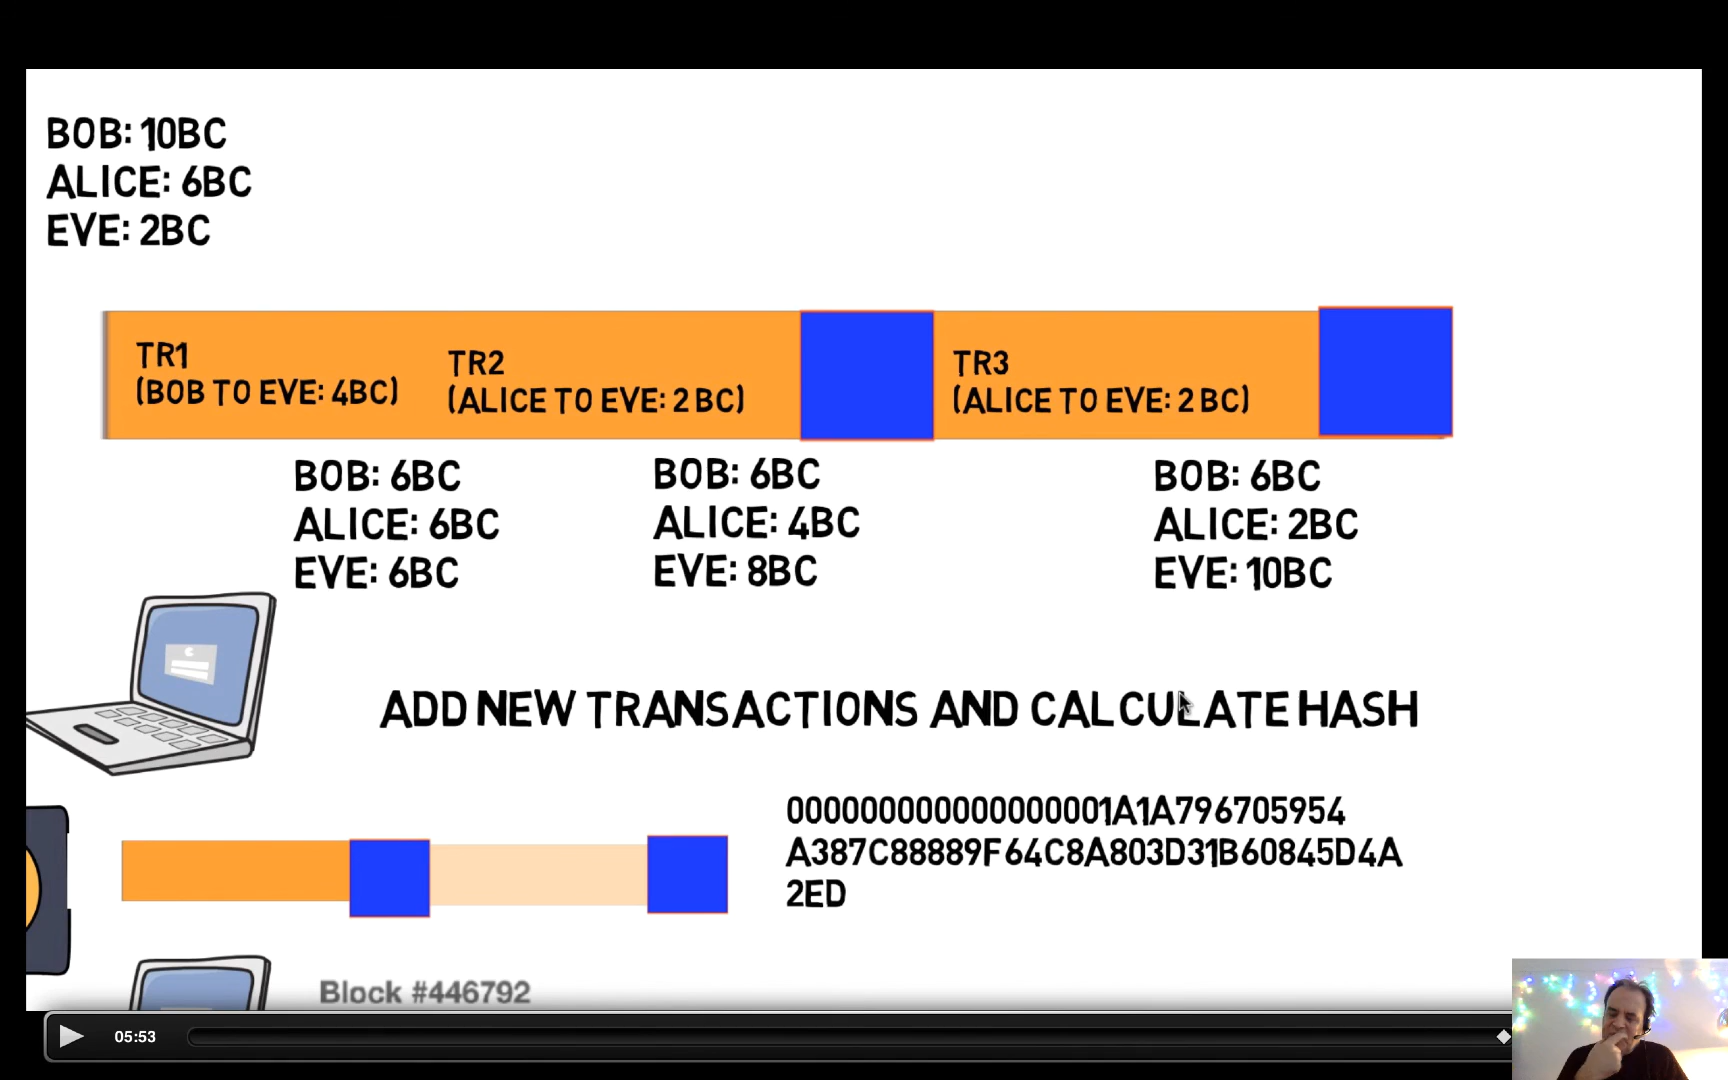 BOB: 10BC
ALICE: 6BC
EVE: 2BC
TR1
(BOB TO EVE: 4BC)
TR2
(ALICE TO EVE: 2 BC)
TR3
(ALICE TO EVE: 2 BC)
BOB: 6BC
ALICE: 6BC
EVE: 6BC
BOB: 6BC
ALICE: 4BC
EVE: 8BC
BOB: 6BC
ALICE: 2BC
EVE: 10BC
ADD NEW TRANSACTIONS AND CALCULATE HASH
000000000000000001A1A796705954
A387C88889F64C8A803D31B60845D4A
2ED
Block #446792
05:53